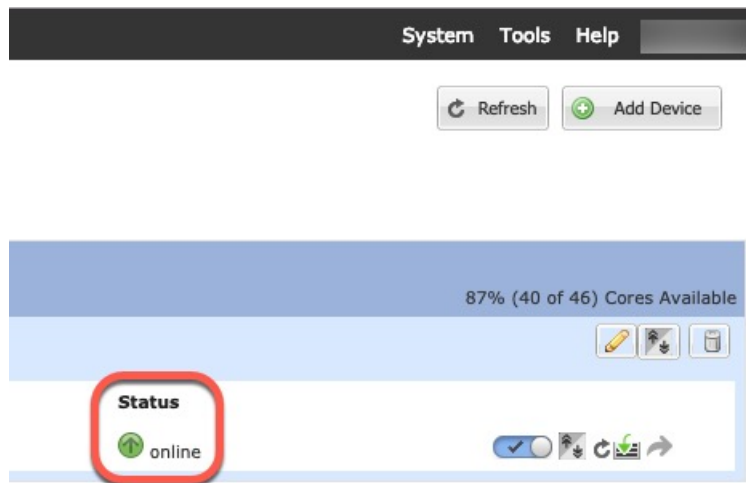 System Tools Help
Refresh Add Device
87% (40 of 46) Cores Available
Status
online